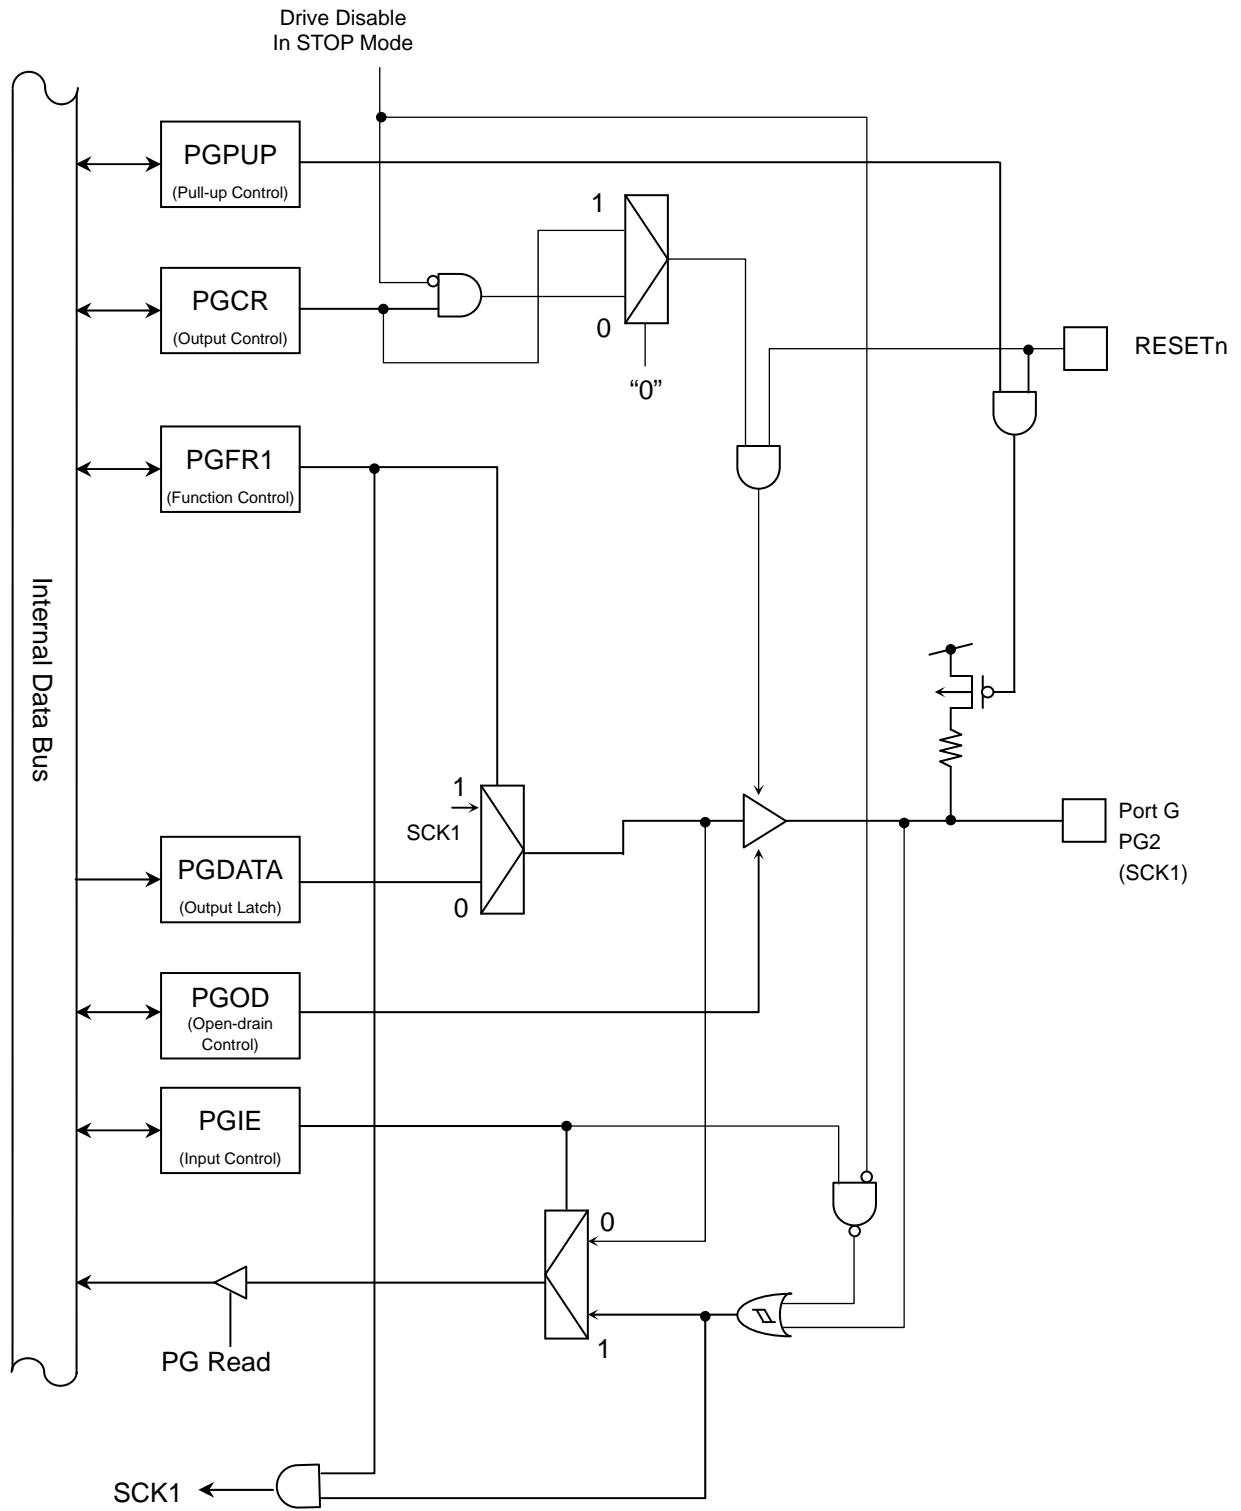 Drive Disable
In STOP Mode
PGPUP
(Pull-up Control)
1
PGCR
(Output Control)
0
“0”
RESETn
PGFR1
(Function Control)
Internal Data Bus
1
SCK1
PGDATA
(Output Latch)
0
Port G
PG2
(SCK1)
PGOD
(Open-drain
Control)
PGIE
(Input Control)
0
1
PG Read
SCK1